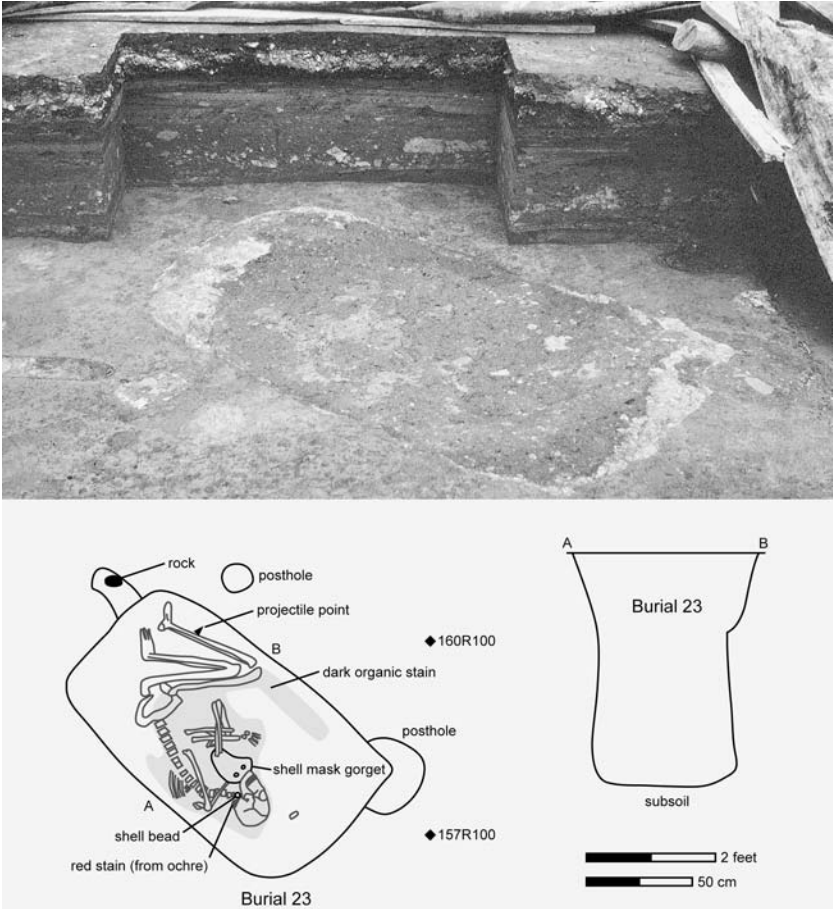 rock
posthole
projectile point
B
160R100
dark organic stain
posthole
shell mask gorget
A
shell bead
157R100
red stain (from ochre)
Burial 23
A
B
Burial 23
subsoil
2 feet
50 cm